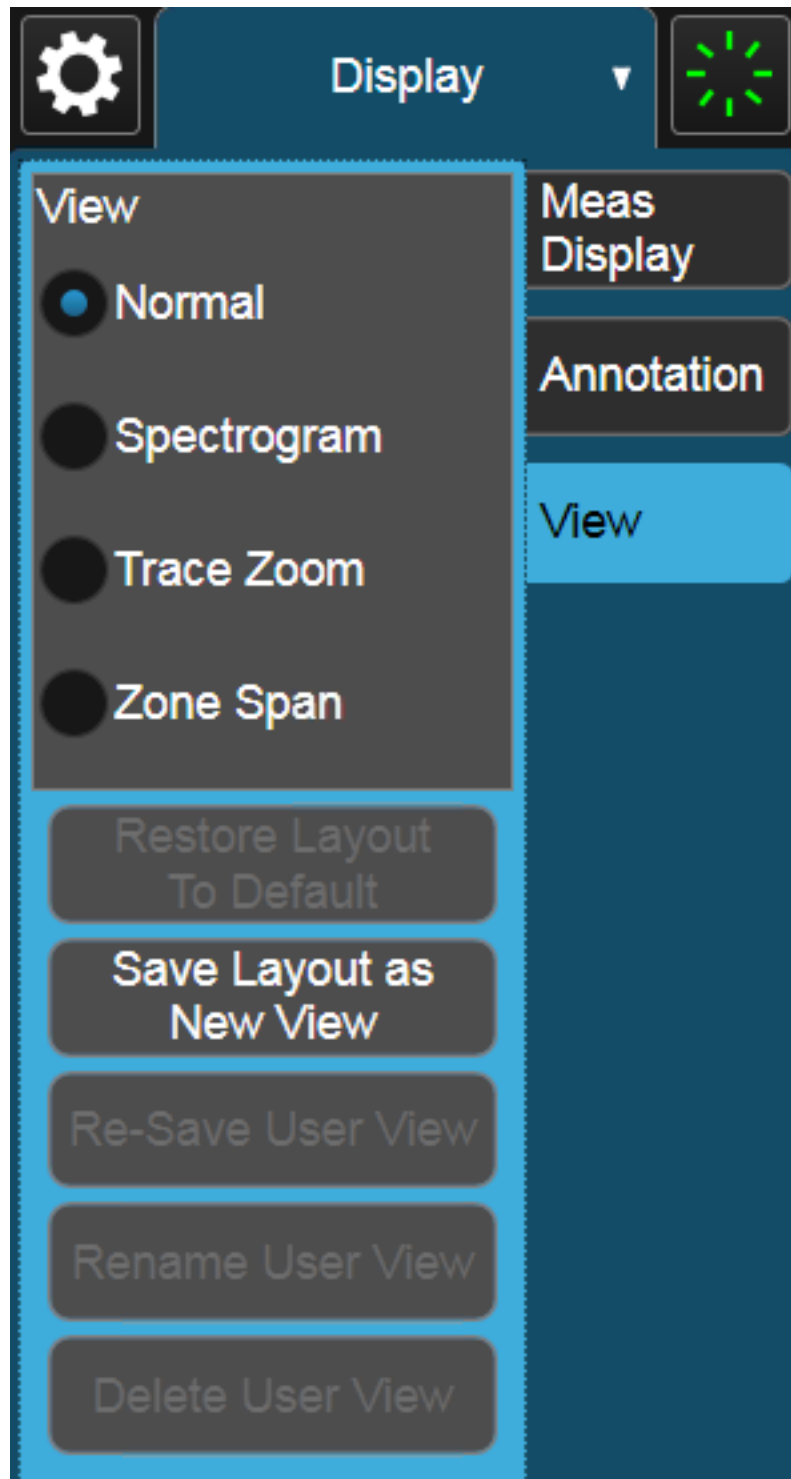 Display
View
Normal
Spectrogram
Trace Zoom
Zone Span
Restore Layout
To Default
Save Layout as
New View
Re-Save User View
Rename User View
Delete User View
Meas
Display
Annotation
View